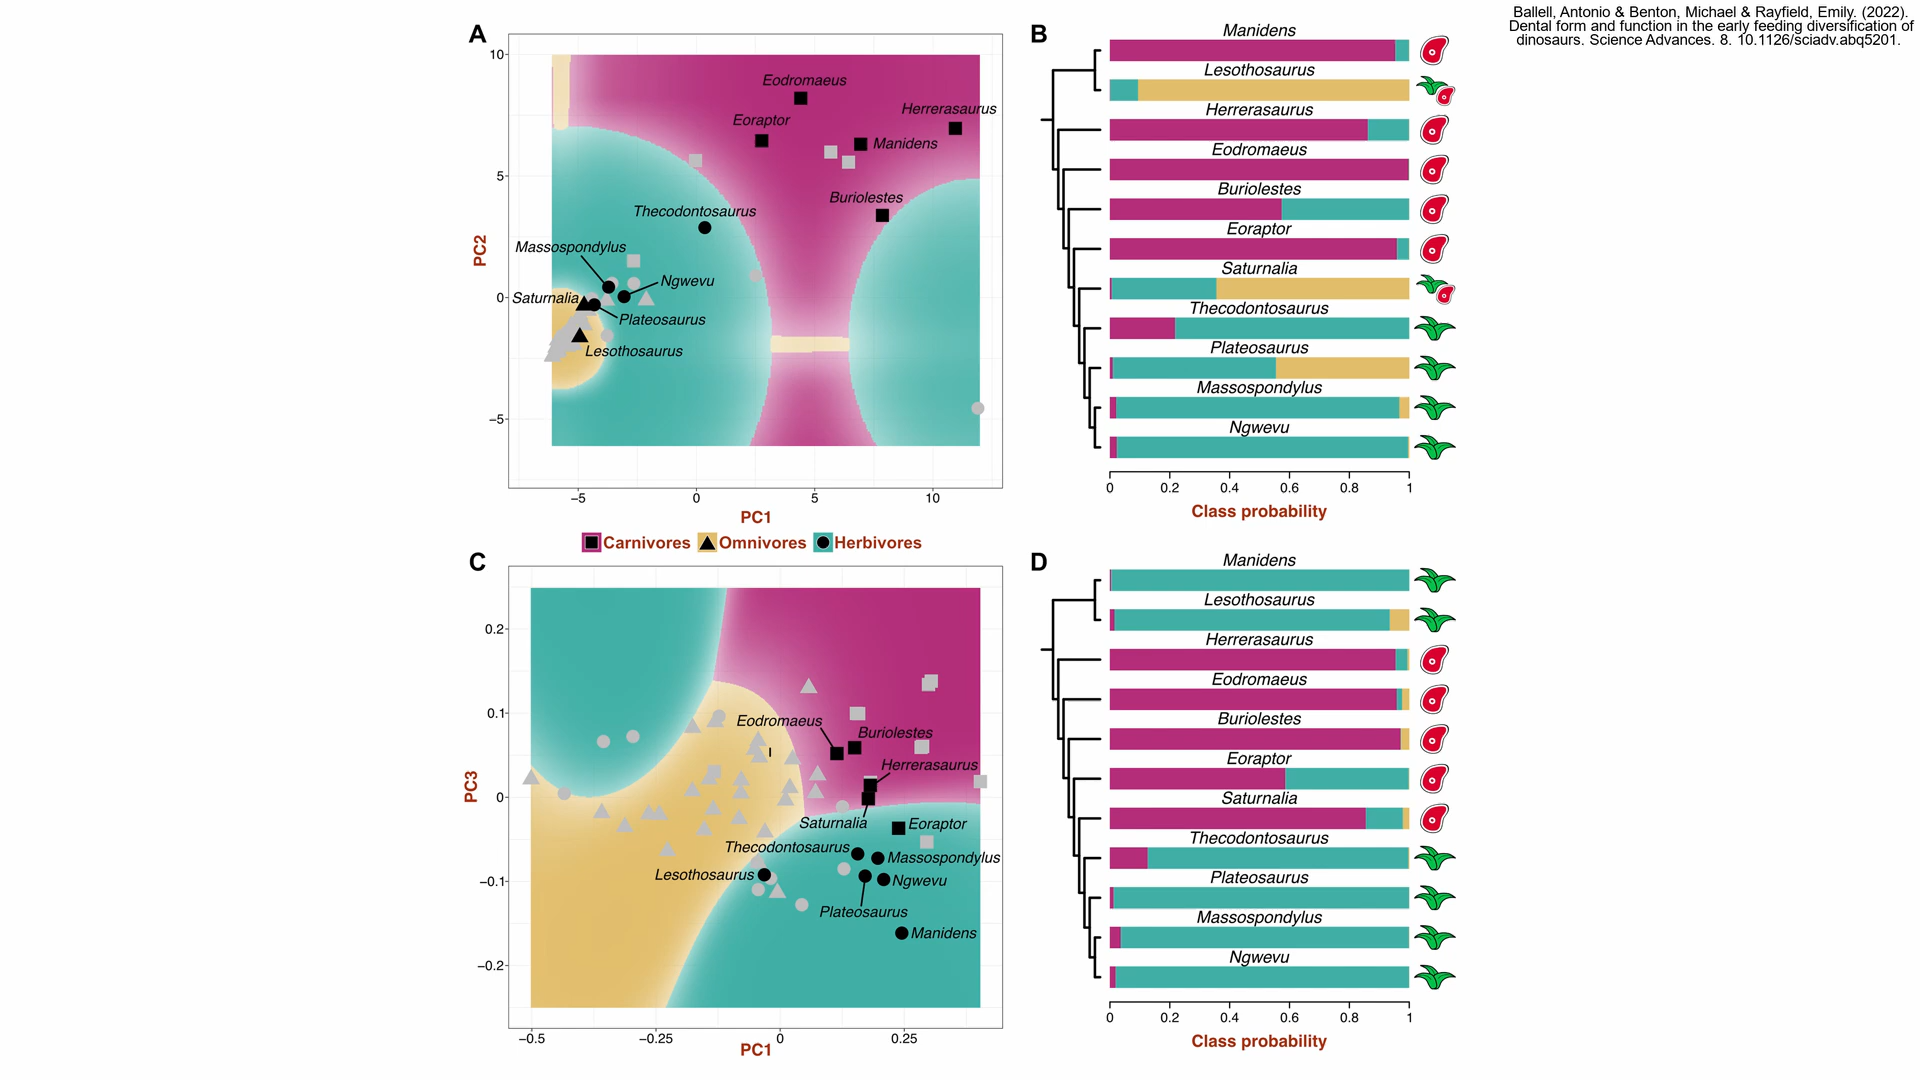 Ballell, Antonio & Benton, Michael & Rayfield, Emily. (2022).
Dental form and function in the early feeding diversification of
dinosaurs. Science Advances. 8. 10.1126/sciadv.abq5201.
A
10
5
0
−5
PC2
Eodromaeus
Herrerasaurus
Eoraptor
Manidens
Buriolestes
Thecodontosaurus
Massospondylus
Ngwevu
Saturnalia
Plateosaurus
Lesothosaurus
−5
0
5
10
PC1
B
Manidens
Lesothosaurus
Herrerasaurus
Eodromaeus
Buriolestes
Eoraptor
Saturnalia
Thecodontosaurus
Plateosaurus
Massospondylus
Ngwevu
0
0.2
0.4
0.6
0.8
1
Class probability
Carnivores
Omnivores
Herbivores
C
0.2
0.1
0
−0.1
−0.2
PC3
Eodromaeus
Buriolestes
Herrerasaurus
Saturnalia
Eoraptor
Thecodontosaurus
Massospondylus
Lesothosaurus
Ngwevu
Plateosaurus
Manidens
−0.5
−0.25
0
0.25
PC1
D
Manidens
Lesothosaurus
Herrerasaurus
Eodromaeus
Buriolestes
Eoraptor
Saturnalia
Thecodontosaurus
Plateosaurus
Massospondylus
Ngwevu
0
0.2
0.4
0.6
0.8
1
Class probability